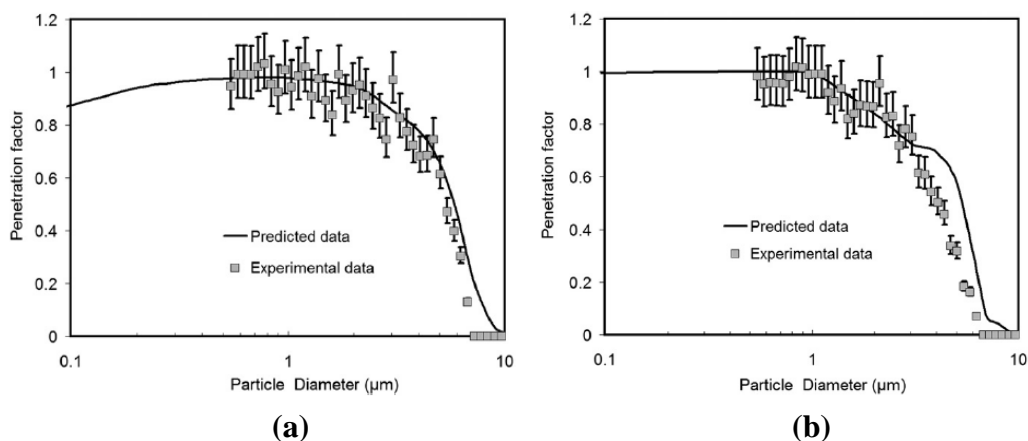 1.2
1
0.8
0.6
0.4
0.2
0
Penetration factor
Predicted data
Experimental data
0.1
1
10
Particle Diameter (µm)
(a)
1.2
1
0.8
0.6
0.4
0.2
0
Penetration factor
Predicted data
Experimental data
0.1
1
10
Particle Diameter (µm)
(b)